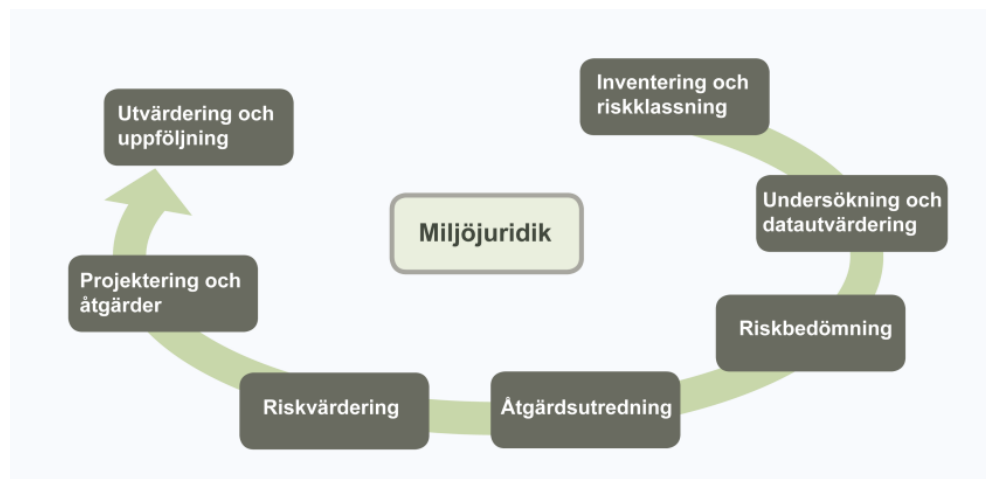 Inventering och
riskklassning
Undersökning och
datautvärdering
Riskbedömning
Åtgärdsutredning
Riskvärdering
Projektering och
åtgärder
Utvärdering och
uppföljning
Miljöjuridik